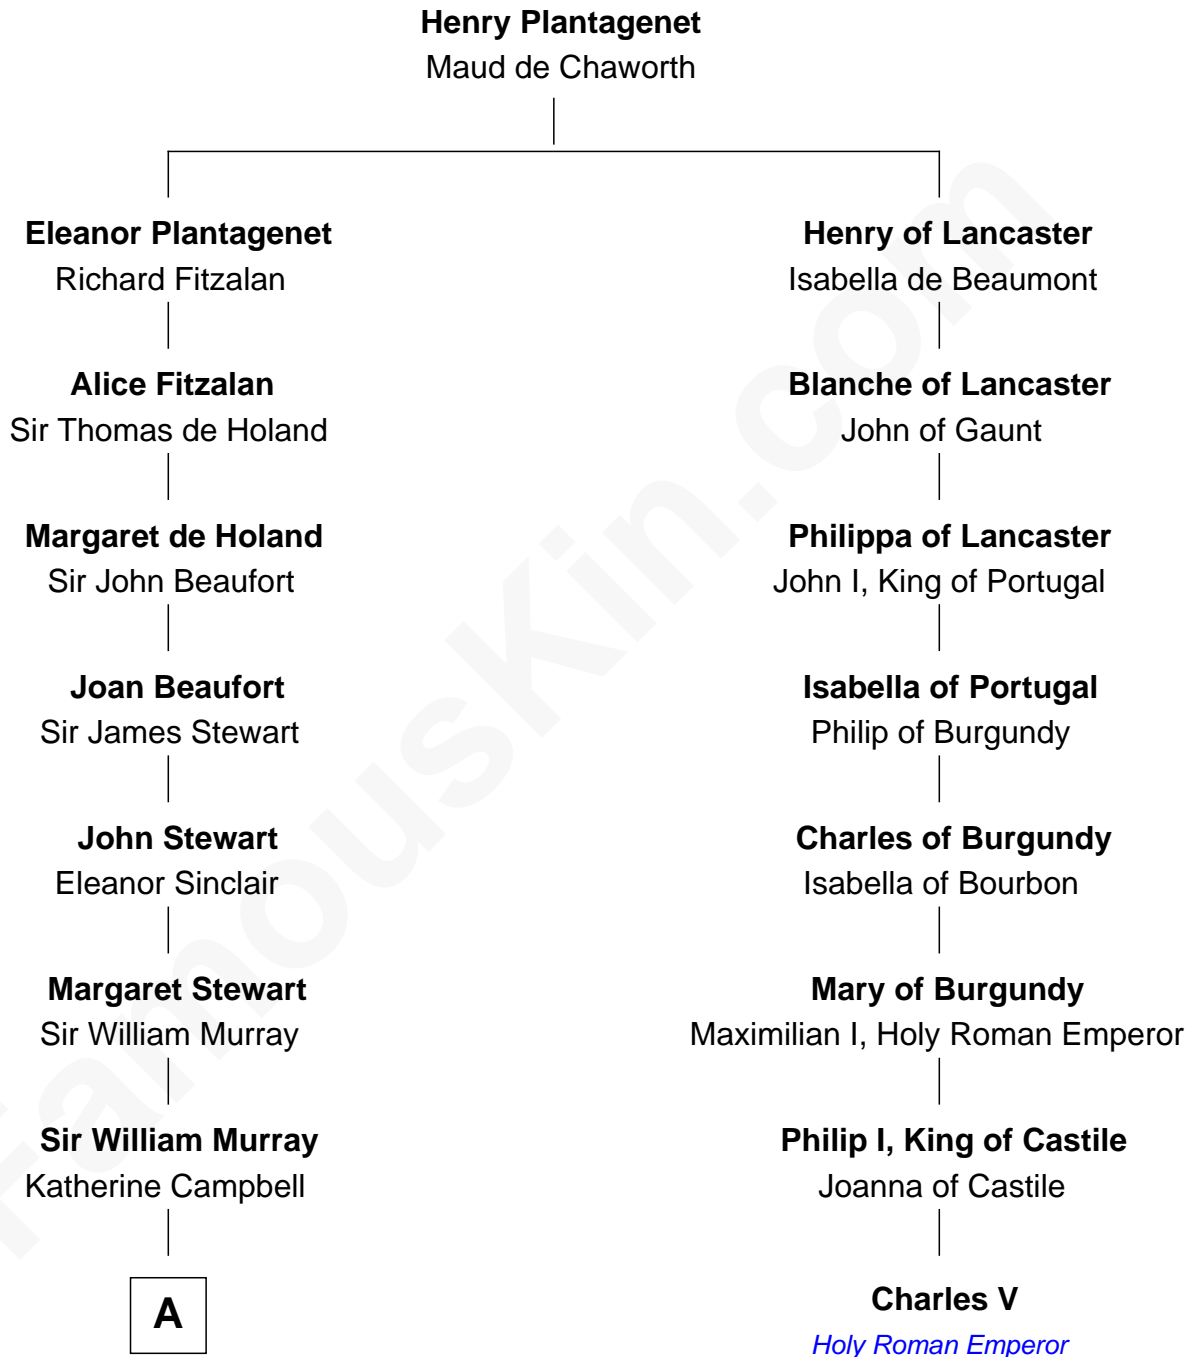 Henry Plantagenet
Maud de Chaworth
Eleanor Plantagenet
Richard Fitzalan
Alice Fitzalan
Sir Thomas de Holand
Margaret de Holand
Sir John Beaufort
Joan Beaufort
Sir James Stewart
John Stewart
Eleanor Sinclair
Margaret Stewart
Sir William Murray
Sir William Murray
Katherine Campbell
A
Henry of Lancaster
Isabella de Beaumont
Blanche of Lancaster
John of Gaunt
Philippa of Lancaster
John I, King of Portugal
Isabella of Portugal
Philip of Burgundy
Charles of Burgundy
Isabella of Bourbon
Mary of Burgundy
Maximilian I, Holy Roman Emperor
Philip I, King of Castile
Joanna of Castile
Charles V
Holy Roman Emperor
FamousKin.com